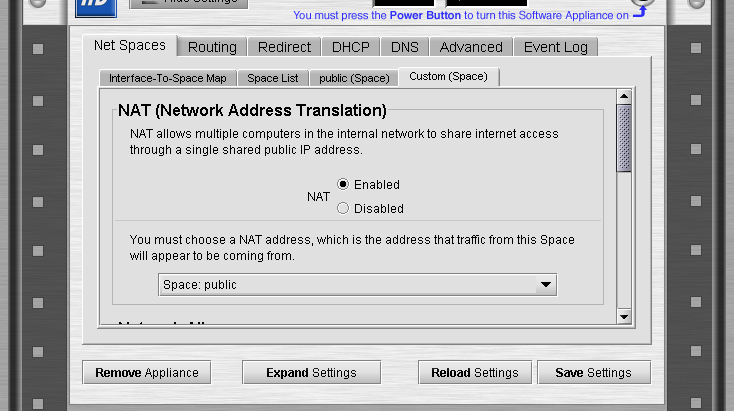 Hide Settings
You must press the Power Button to turn this Software Appliance on
Net Spaces
Routing
Redirect
DHCP
DNS
Advanced
Event Log
Interface-To-Space Map
Space List
public (Space)
Custom (Space)
NAT (Network Address Translation)
NAT allows multiple computers in the internal network to share internet access
through a single shared public IP address.
NAT
Enabled
Disabled
You must choose a NAT address, which is the address that traffic from this Space
will appear to be coming from.
Space: public
Remove Appliance
Expand Settings
Reload Settings
Save Settings